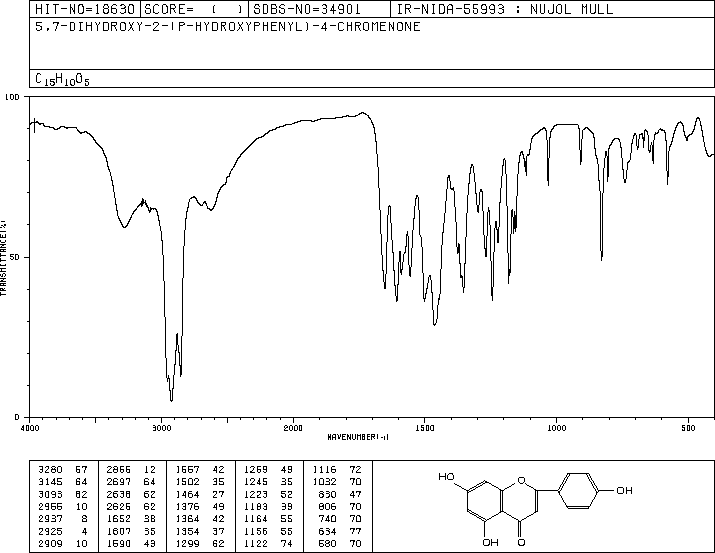 HIT-NO=18630 SCORE= ( ) SDBS-NO=34901 IR-NIDA-55993 : NUJOL MULL
5,7-DIHYDROXY-2-(P-HYDROXYPHENYL)-4-CHROMENONE
C15H10O5
100
50
0
TRANSMITTANCE(%)
4000 3000 2000 1500 1000 500
WAVENUMBER(-1)
3280 57 2855 12 1557 42 1269 49 1116 72
3145 64 2697 64 1502 35 1245 35 1032 70
3093 62 2638 62 1464 27 1223 52 830 47
2955 10 2626 62 1376 49 1183 39 806 70
2937 8 1652 38 1364 42 1164 55 740 70
2925 4 1607 35 1354 37 1156 55 634 77
2909 10 1590 43 1299 62 1122 74 580 70
HO O OH
OH O